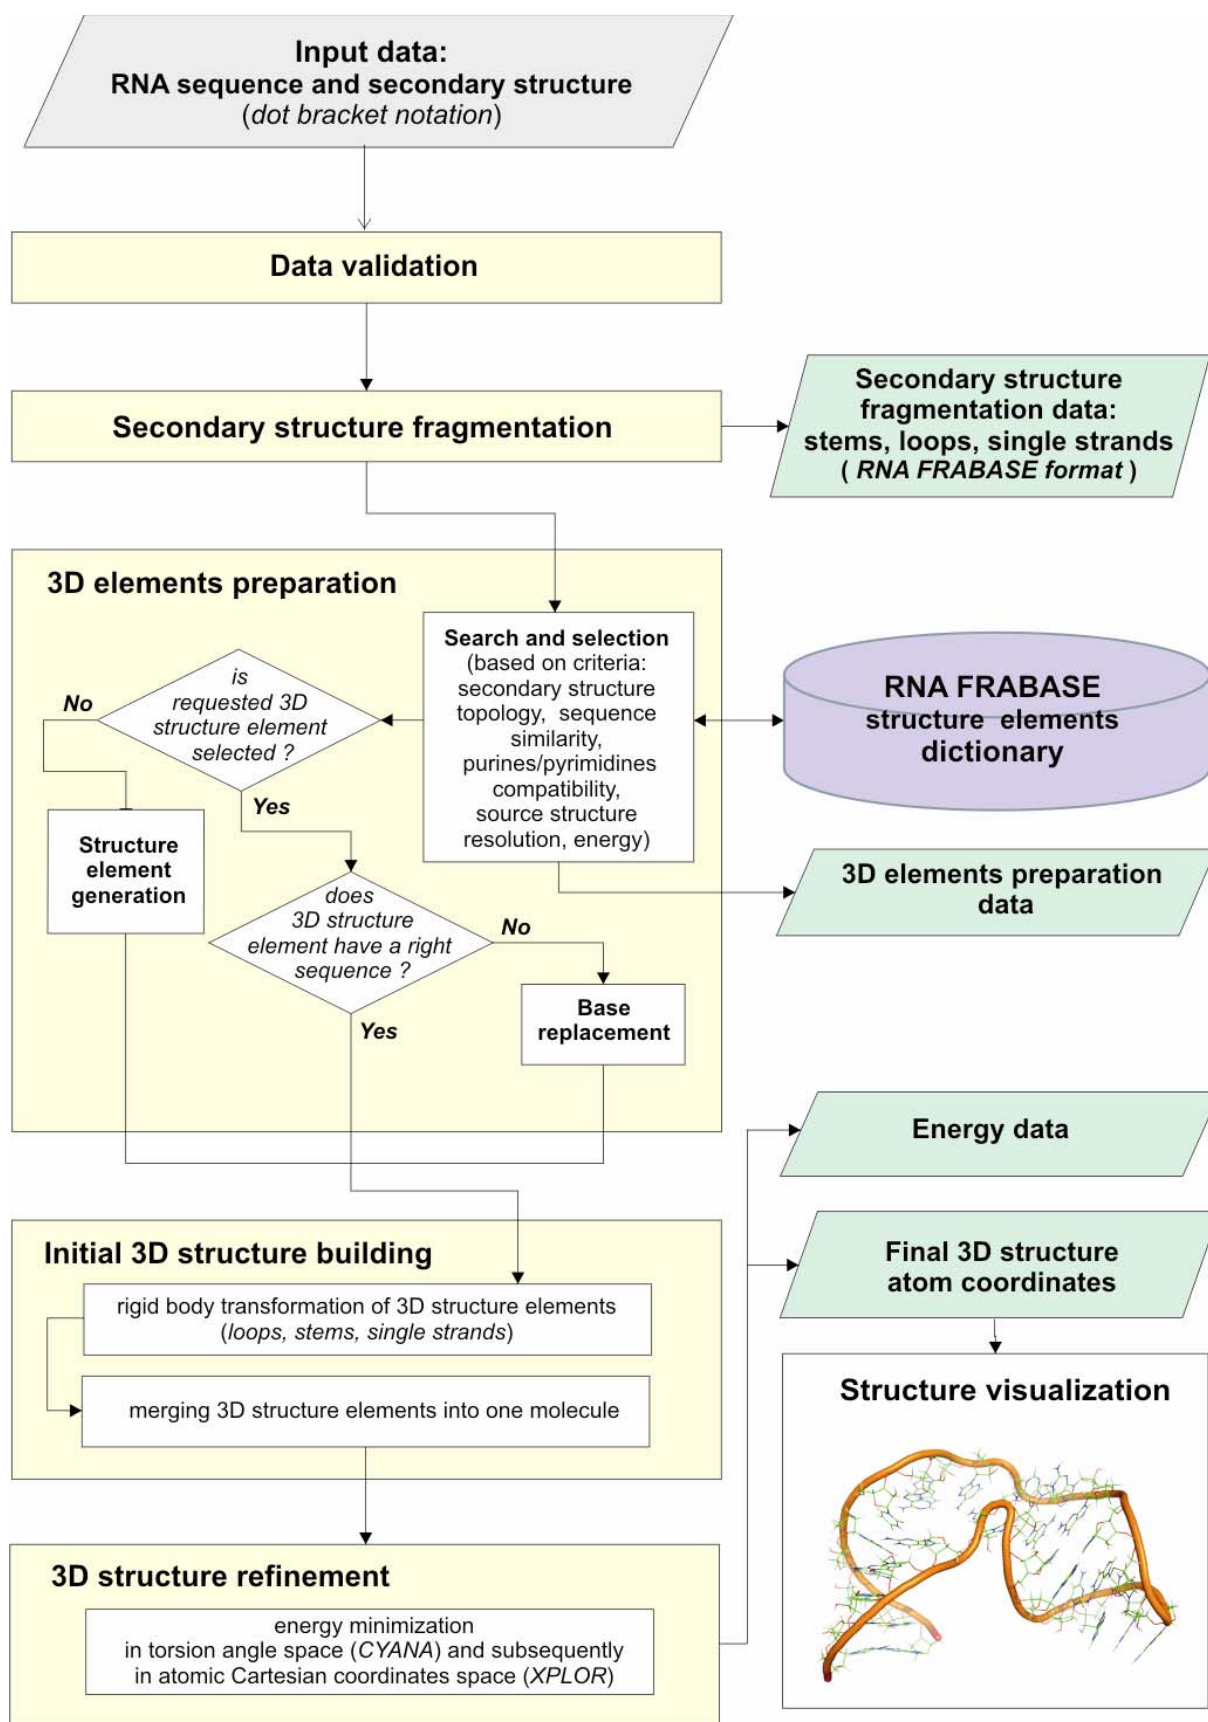 Input data:
RNA sequence and secondary structure
(dot bracket notation)
Data validation
Secondary structure fragmentation
Secondary structure
fragmentation data:
stems, loops, single strands
( RNA FRABASE format )
3D elements preparation
Search and selection
(based on criteria:
secondary structure
topology, sequence
similarity,
purines/pyrimidines
compatibility,
source structure
resolution, energy)
is
requested 3D
structure element
selected ?
No
Yes
Structure
element
generation
does
3D structure
element have a right
sequence ?
No
Yes
Base
replacement
RNA FRABASE
structure elements
dictionary
3D elements preparation
data
Energy data
Final 3D structure
atom coordinates
Initial 3D structure building
rigid body transformation of 3D structure elements
(loops, stems, single strands)
merging 3D structure elements into one molecule
Structure visualization
3D structure refinement
energy minimization
in torsion angle space (CYANA) and subsequently
in atomic Cartesian coordinates space (XPLOR)